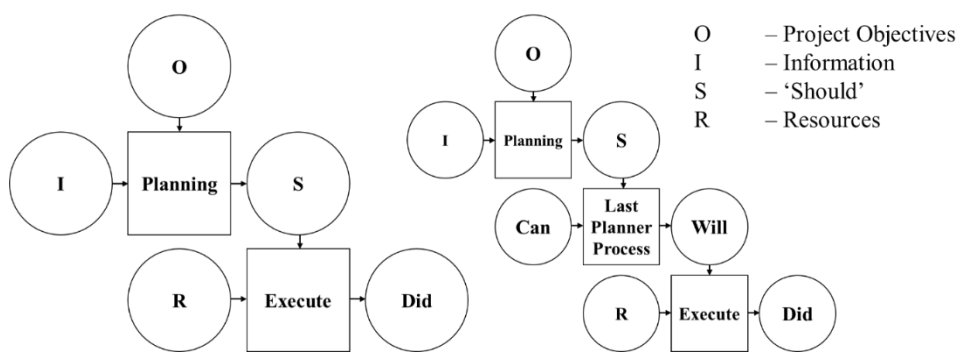 O
I
Planning
S
R
Execute
Did
O
I
Planning
S
Can
Last
Planner
Process
Will
R
Execute
Did
O – Project Objectives
I – Information
S – ‘Should’
R – Resources